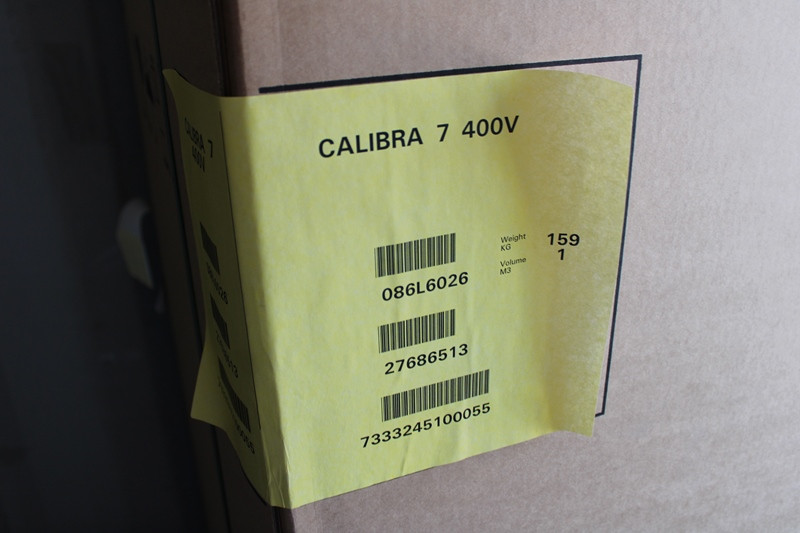 CALIBRA 7 400V
Weight KG 159
Volume M3 1
086L6026
27686513
7333245100055
CALIBRA 7
400V